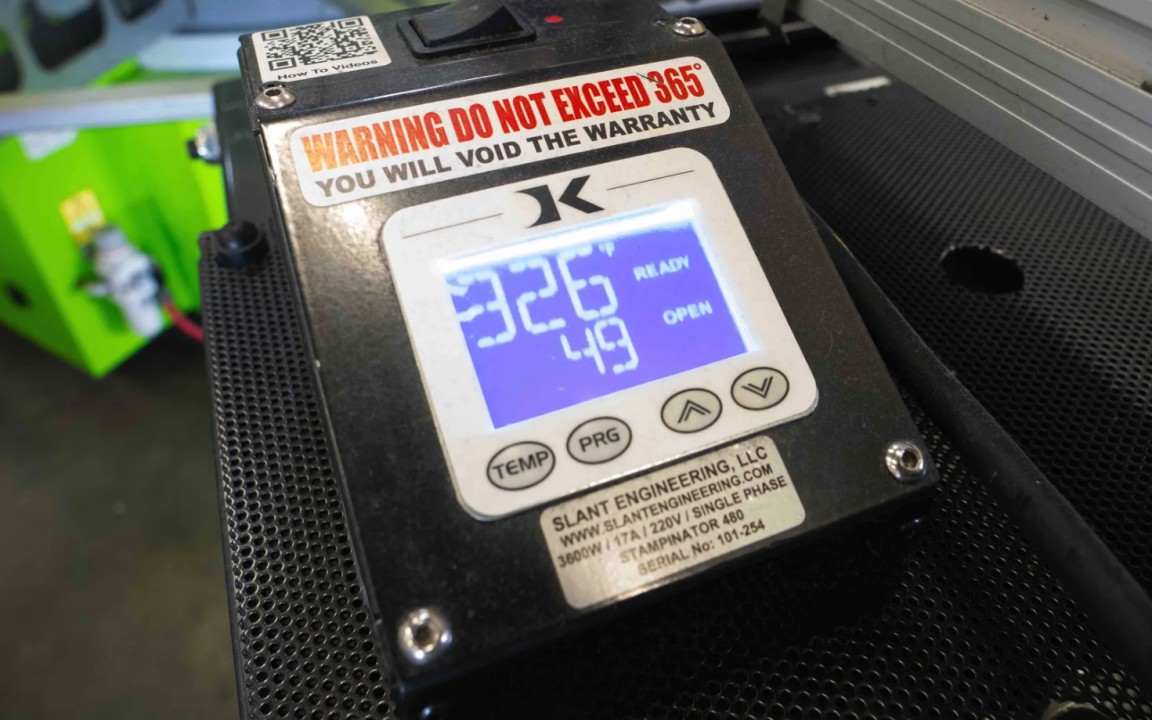 How To Videos
WARNING DO NOT EXCEED 365°
YOU WILL VOID THE WARRANTY
326 °F
READY
OPEN
49
TEMP
PRG
SLANT ENGINEERING, LLC
WWW.SLANTENGINEERING.COM
3600W / 17A / 220V / SINGLE PHASE
STAMPINATOR 480
SERIAL No: 101-254